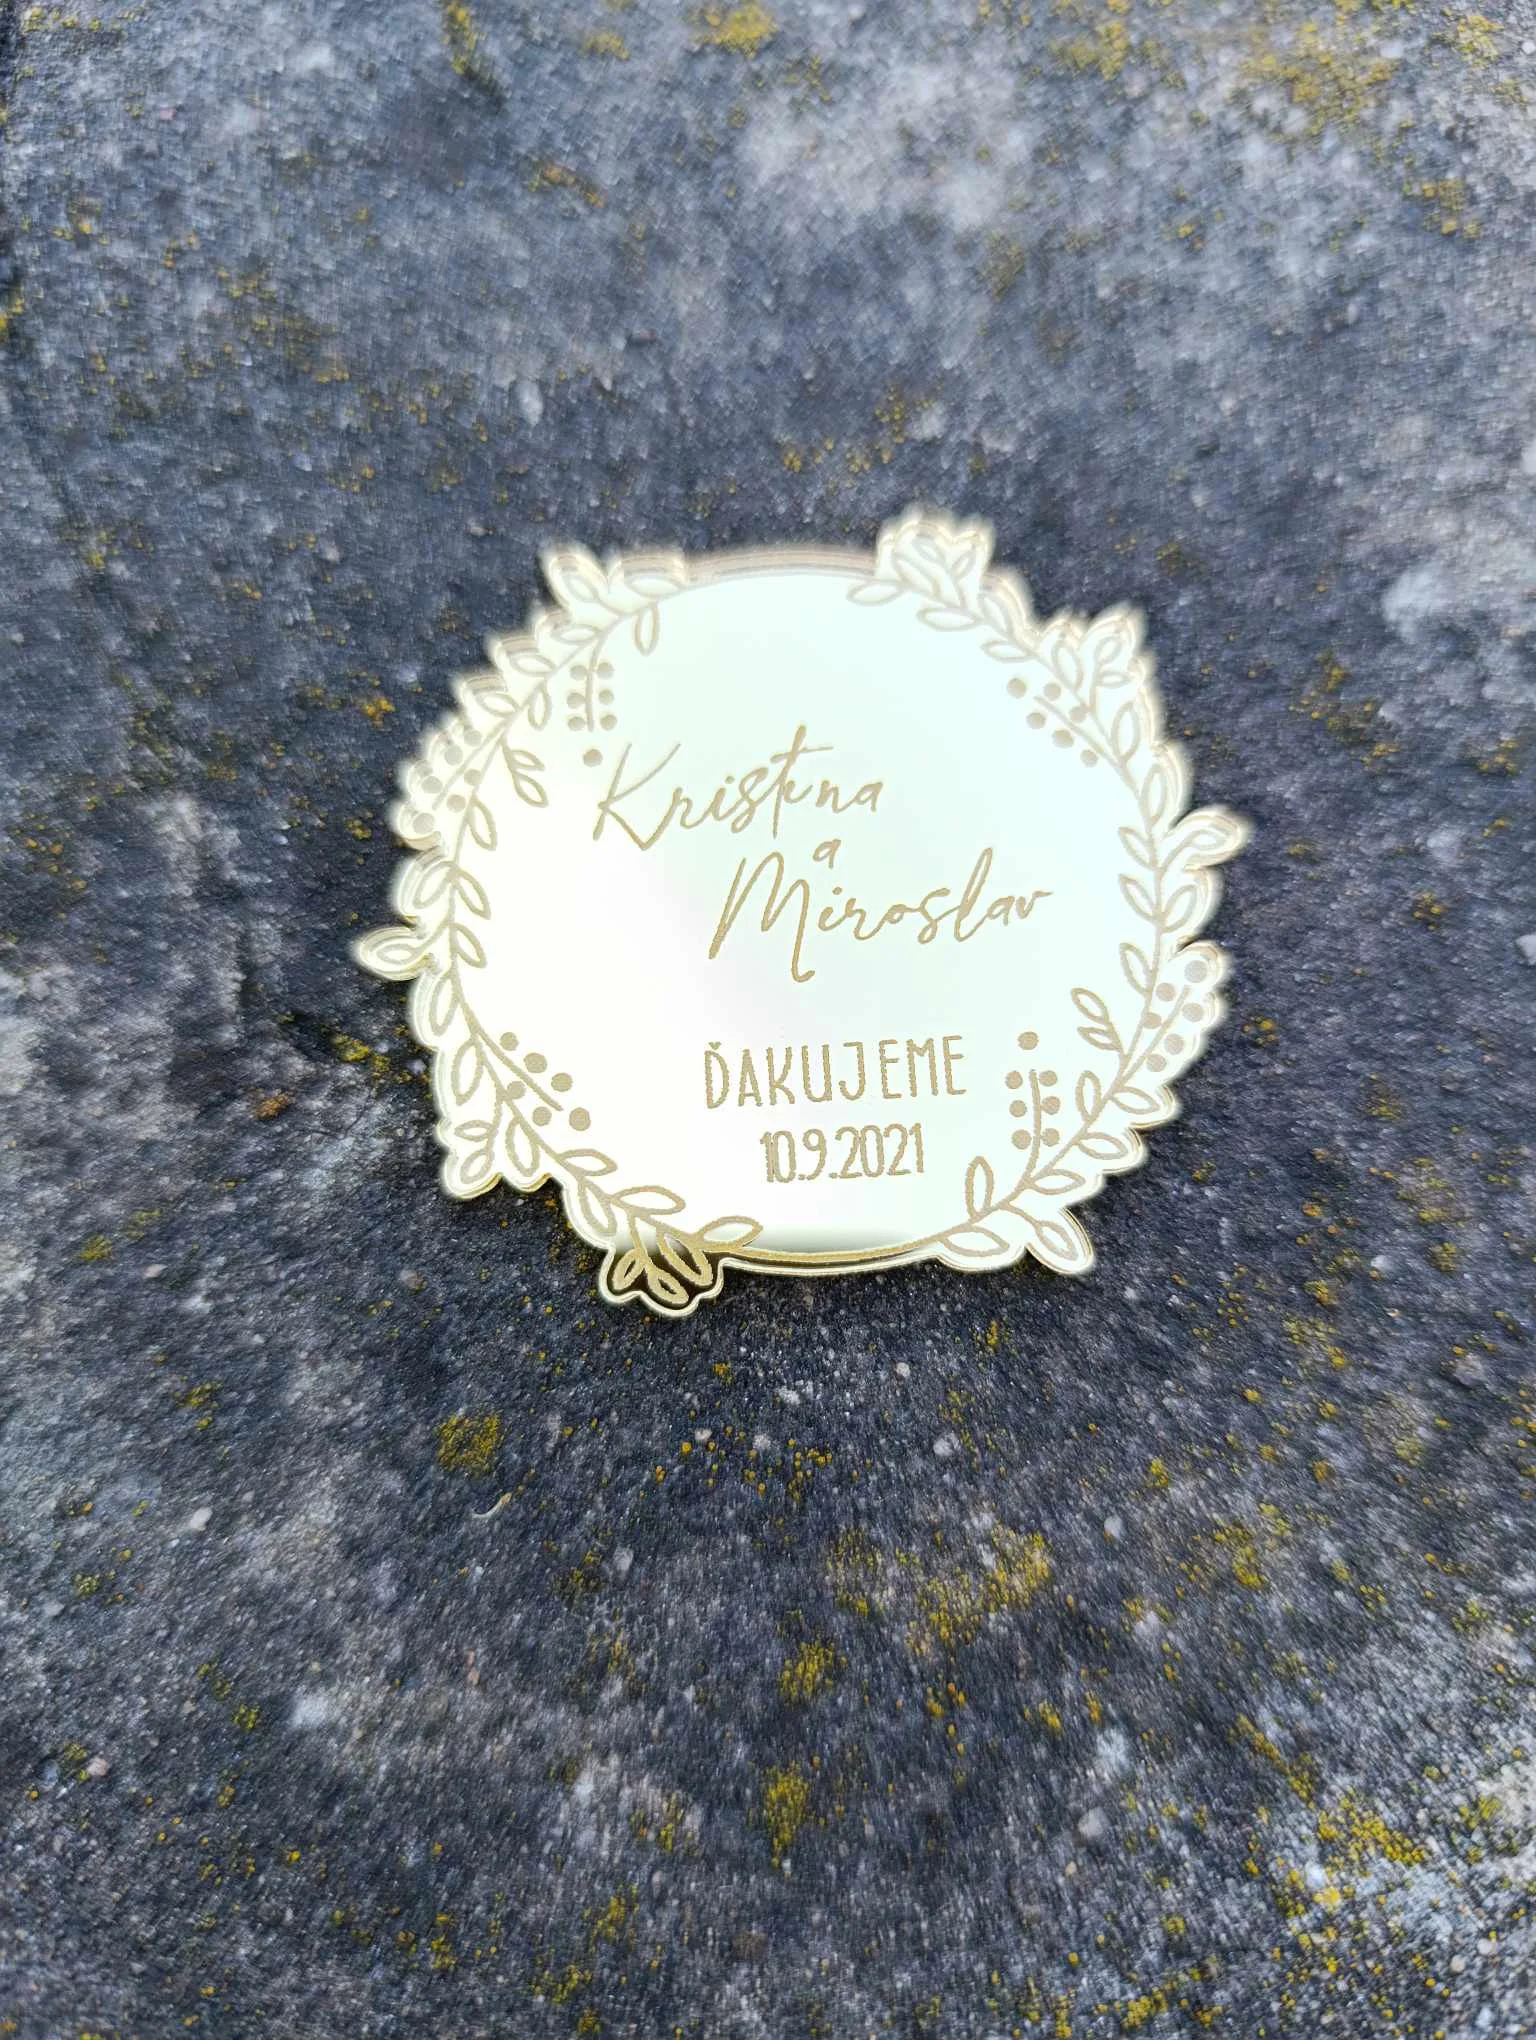 Kristína
a
Miroslav
ĎAKUJEME
10.9.2021